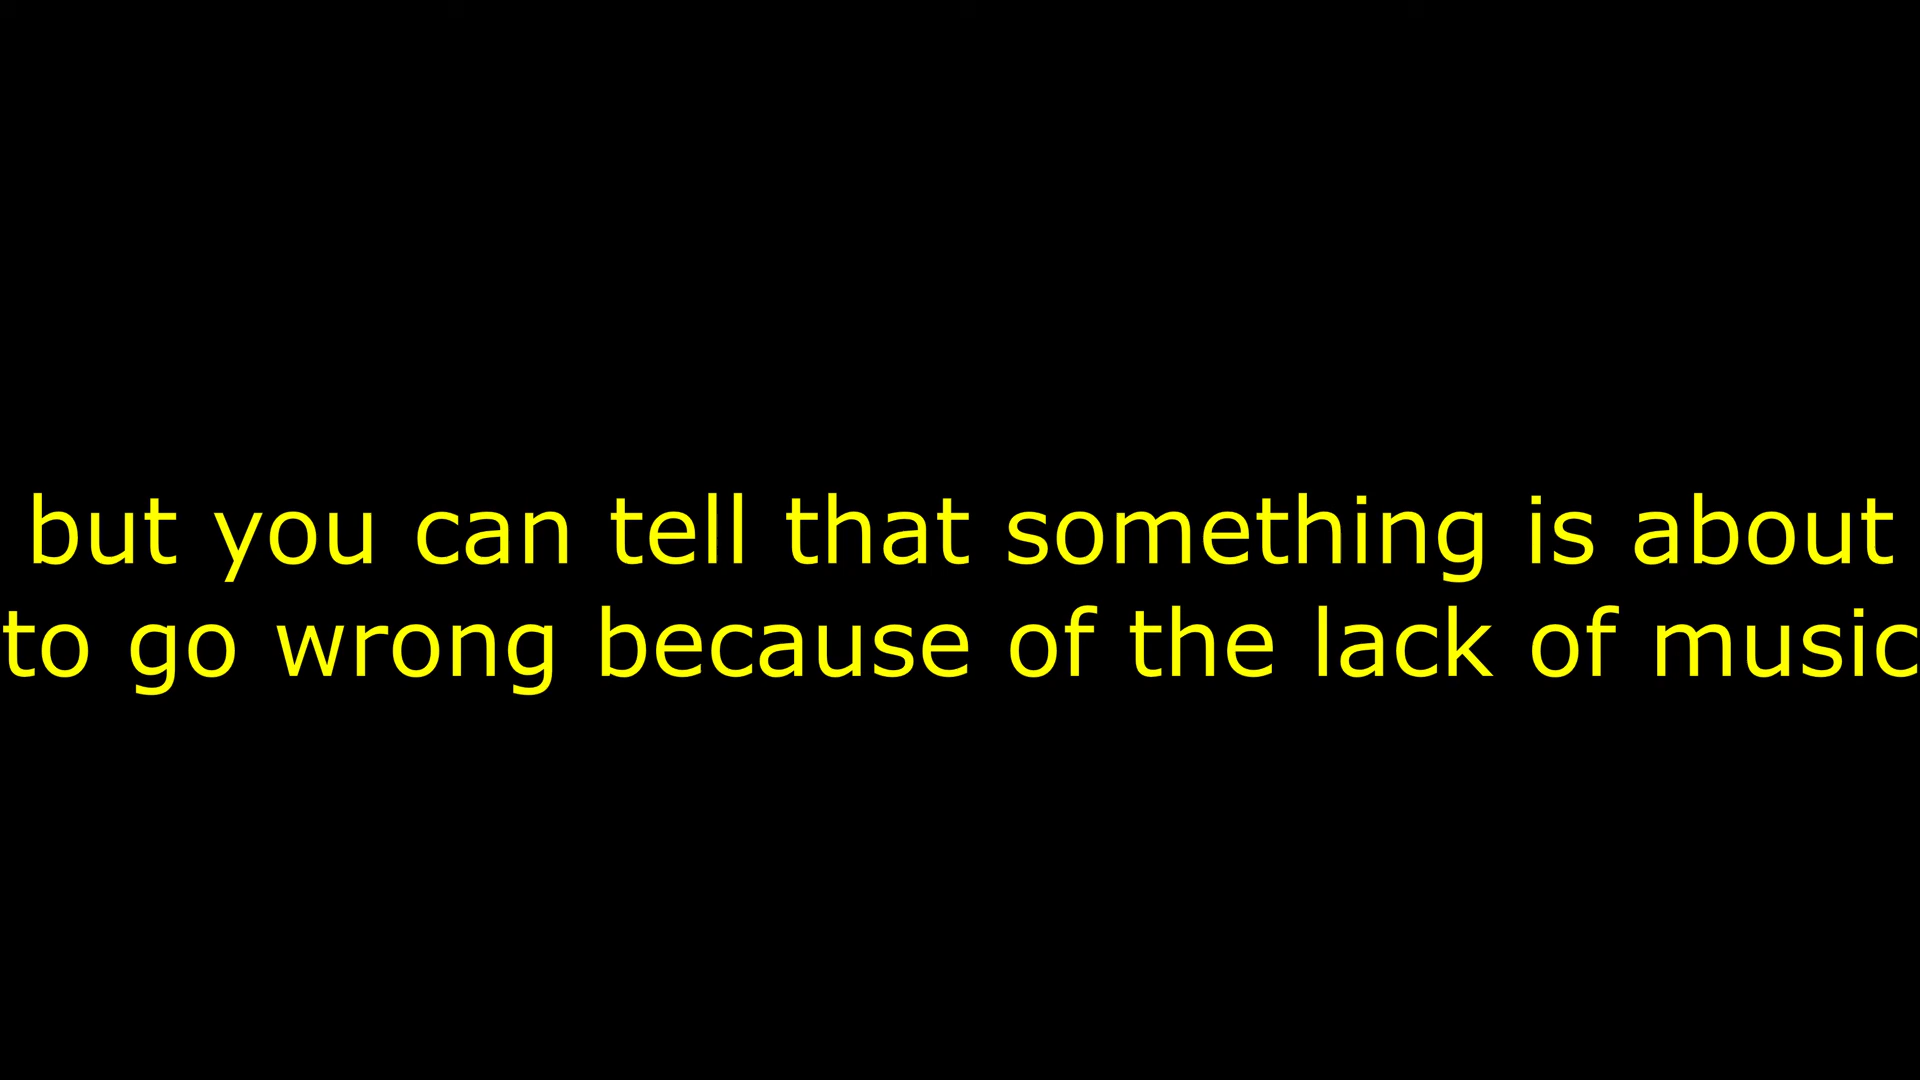 but you can tell that something is about
to go wrong because of the lack of music